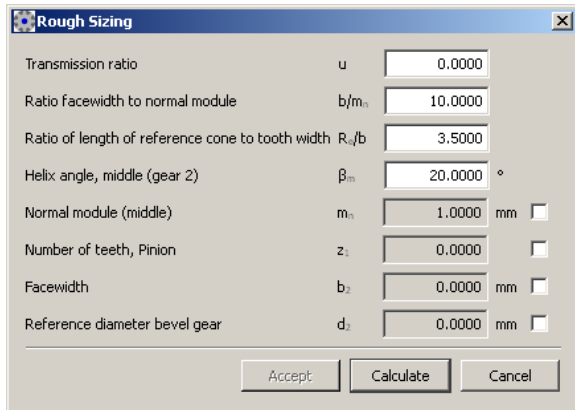 Rough Sizing
Transmission ratio u 0.0000
Ratio facewidth to normal module b/mₙ 10.0000
Ratio of length of reference cone to tooth width Rₑ/b 3.5000
Helix angle, middle (gear 2) βₘ 20.0000 °
Normal module (middle) mₙ 1.0000 mm
Number of teeth, Pinion z₁ 0.0000
Facewidth b₂ 0.0000 mm
Reference diameter bevel gear d₂ 0.0000 mm
Accept Calculate Cancel